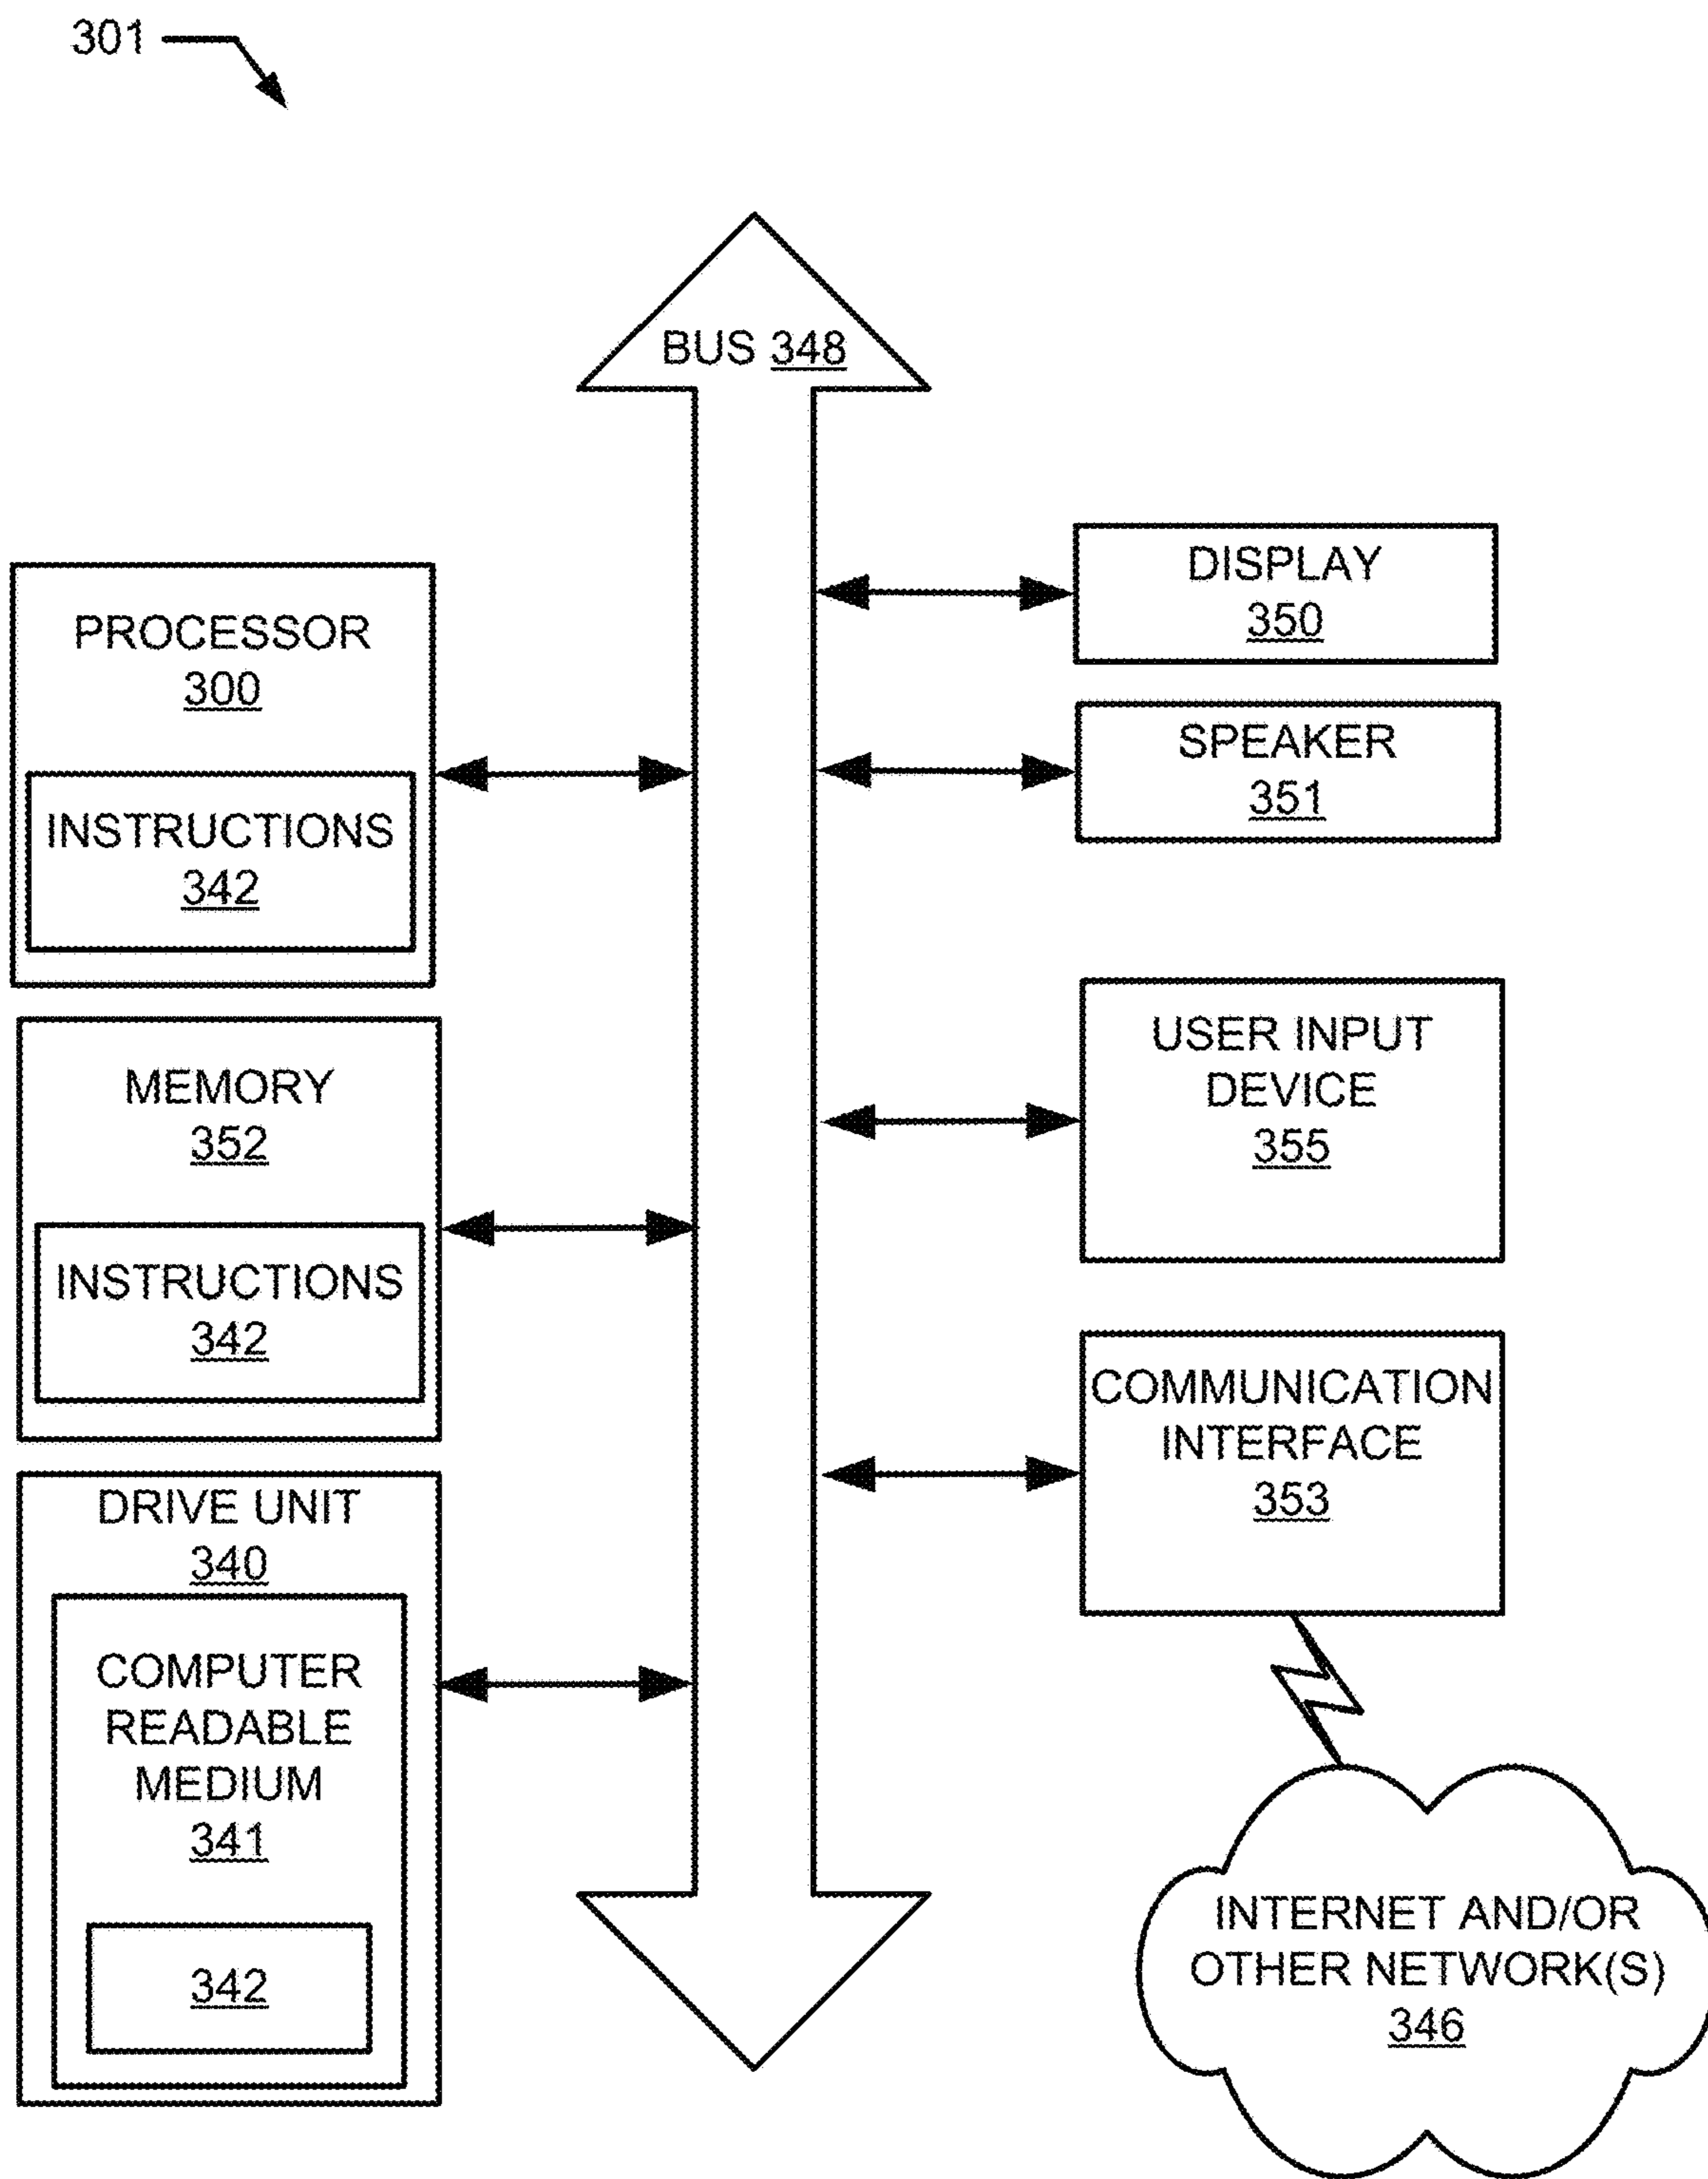 301
BUS 348
PROCESSOR
300
INSTRUCTIONS
342
MEMORY
352
INSTRUCTIONS
342
DRIVE UNIT
340
COMPUTER
READABLE
MEDIUM
341
342
DISPLAY
350
SPEAKER
351
USER INPUT
DEVICE
355
COMMUNICATION
INTERFACE
353
INTERNET AND/OR
OTHER NETWORK(S)
346